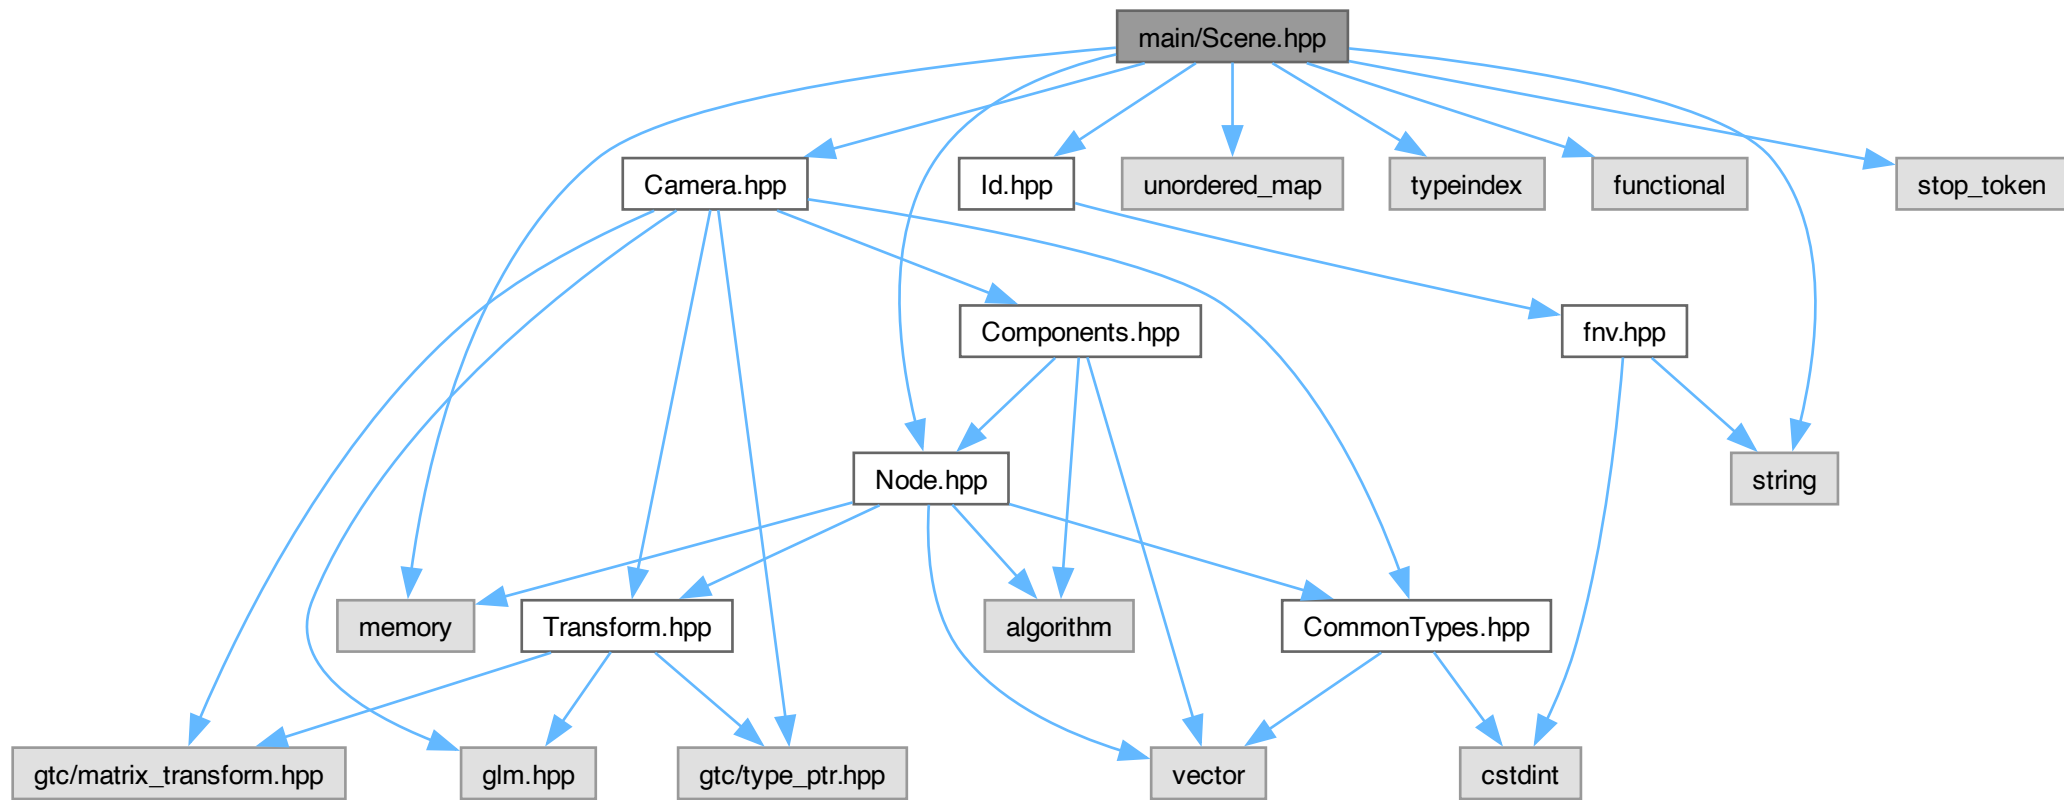 main/Scene.hpp
Camera.hpp
Id.hpp
unordered_map
typeindex
functional
stop_token
Components.hpp
fnv.hpp
Node.hpp
string
memory
Transform.hpp
algorithm
CommonTypes.hpp
gtc/matrix_transform.hpp
glm.hpp
gtc/type_ptr.hpp
vector
cstdint